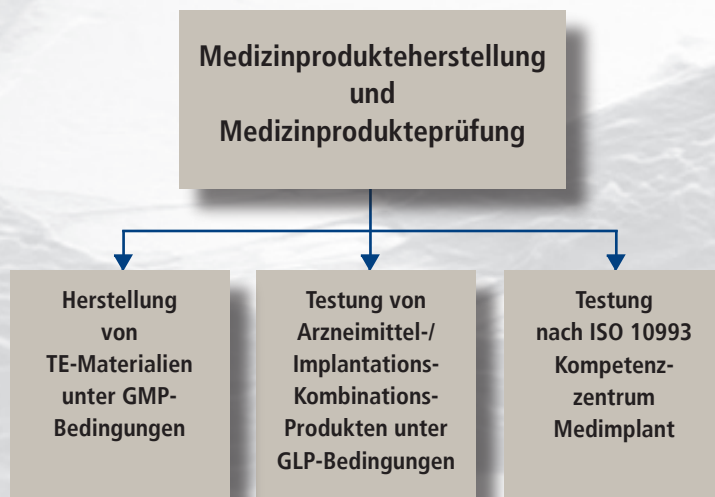 Medizinprodukteherstellung
und
Medizinprodukteprüfung
Herstellung
von
TE-Materialien
unter GMP-
Bedingungen
Testung von
Arzneimittel-/
Implantations-
Kombinations-
Produkten unter
GLP-Bedingungen
Testung
nach ISO 10993
Kompetenz-
zentrum
Medimplant